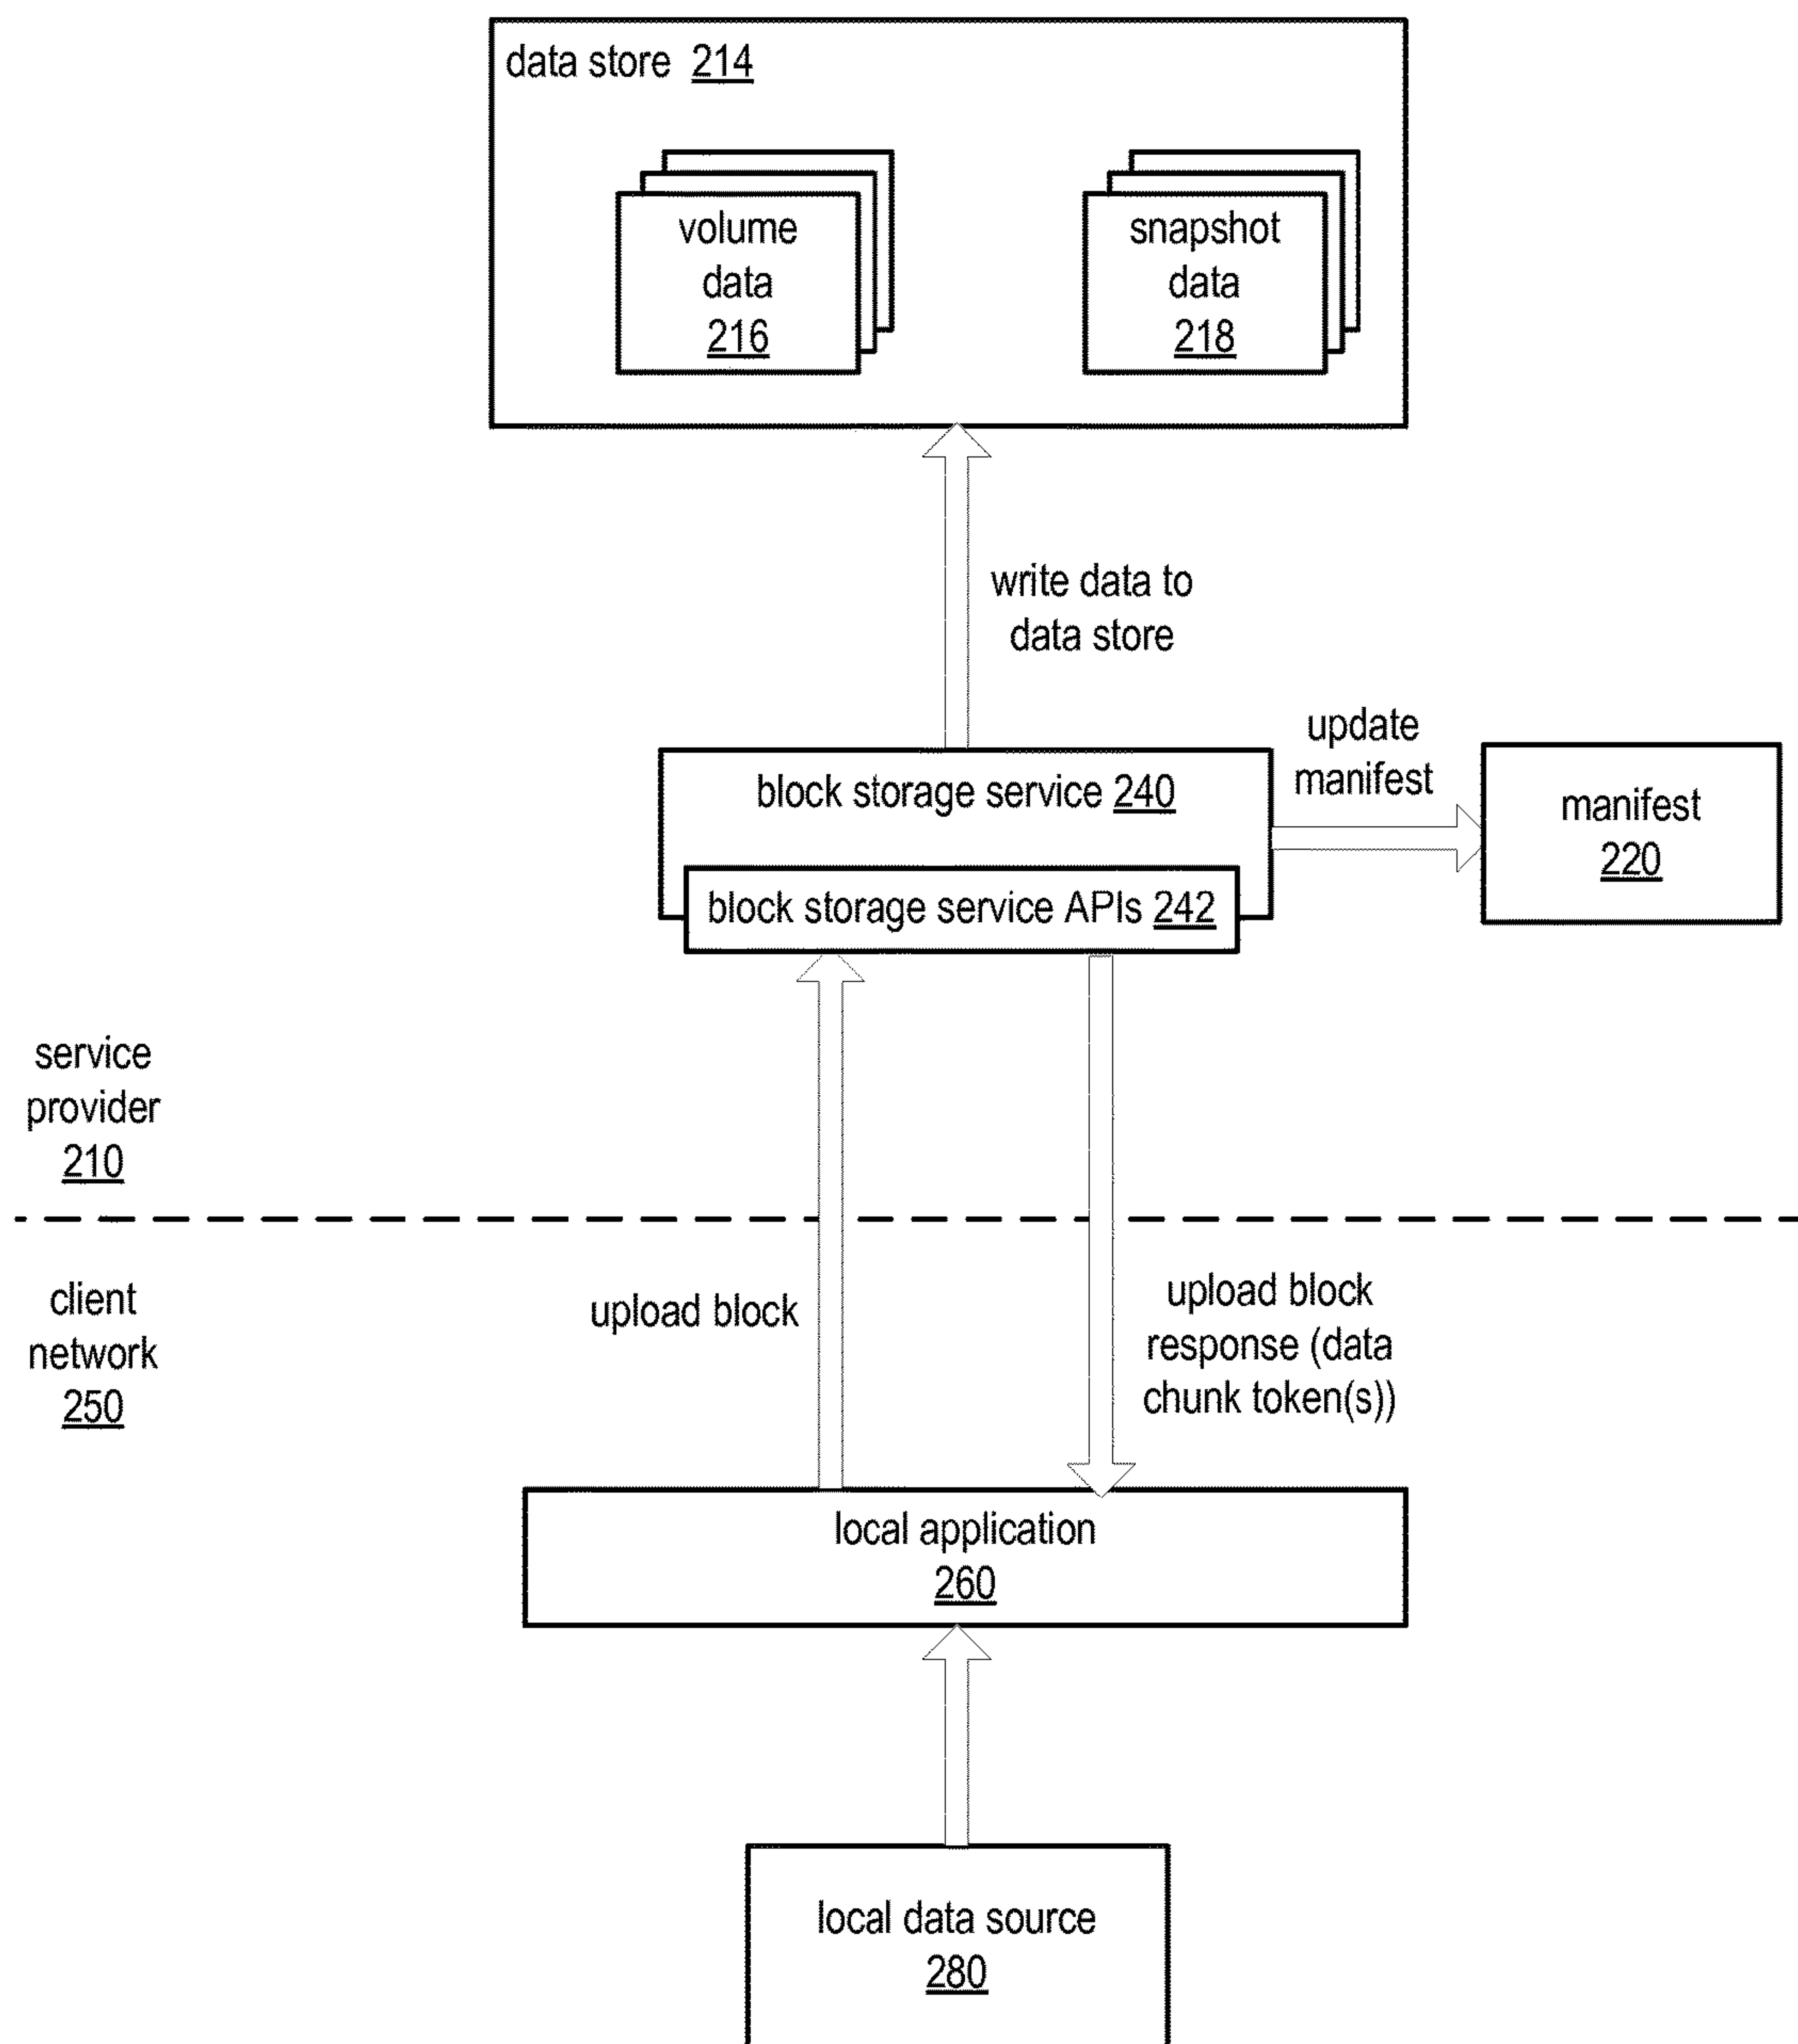 data store 214
volume
data
216
snapshot
data
218
write data to
data store
update
manifest
block storage service 240
manifest
220
block storage service APIs 242
service
provider
210
client
network
250
upload block
upload block
response (data
chunk token(s))
local application
260
local data source
280